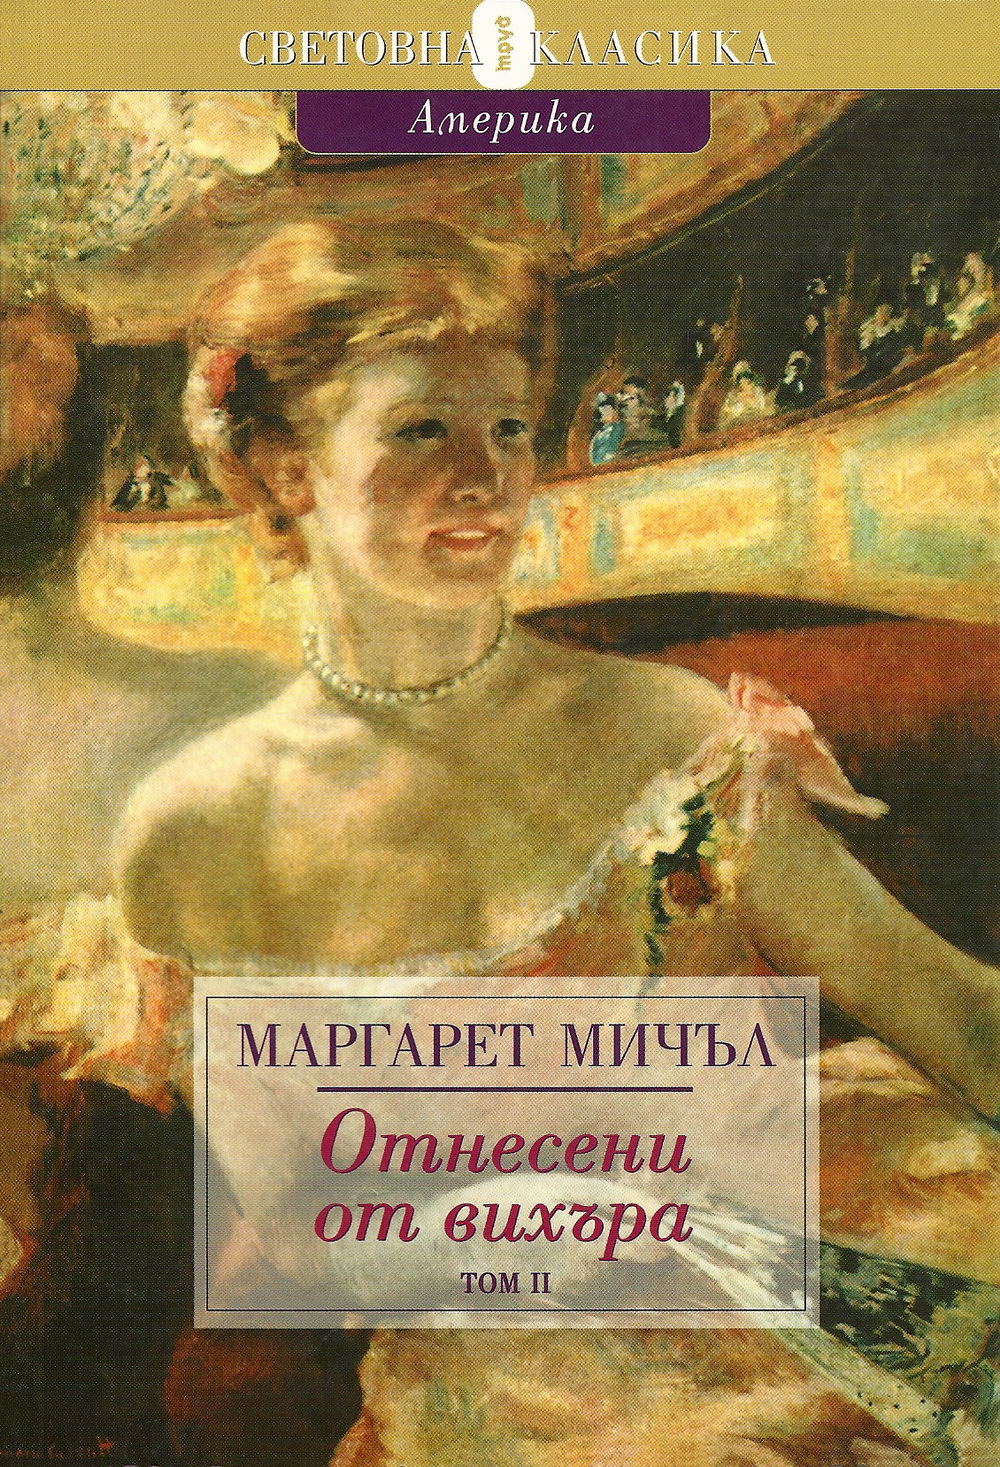 СВЕТОВНА труд КЛАСИКА
Америка
МАРГАРЕТ МИЧЪЛ
Отнесени
от вихъра
ТОМ II